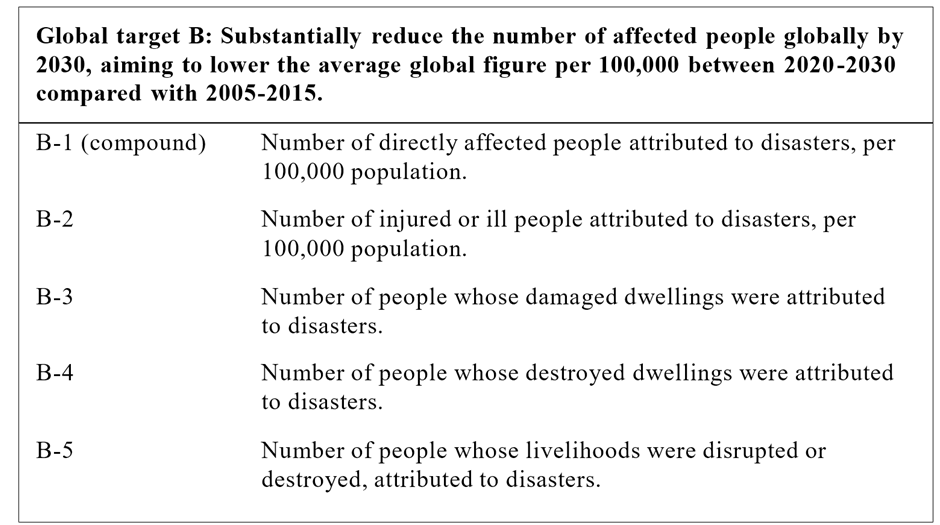 Global target B: Substantially reduce the number of affected people globally by
2030, aiming to lower the average global figure per 100,000 between 2020-2030
compared with 2005-2015.
B-1 (compound) Number of directly affected people attributed to disasters, per
100,000 population.
B-2 Number of injured or ill people attributed to disasters, per
100,000 population.
B-3 Number of people whose damaged dwellings were attributed
to disasters.
B-4 Number of people whose destroyed dwellings were attributed
to disasters.
B-5 Number of people whose livelihoods were disrupted or
destroyed, attributed to disasters.